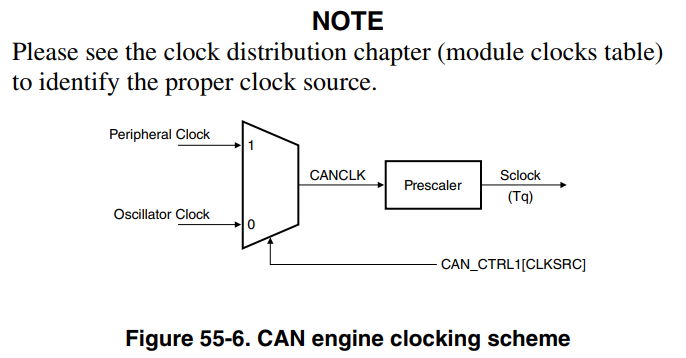 NOTE
Please see the clock distribution chapter (module clocks table)
to identify the proper clock source.
Peripheral Clock
1
CANCLK
Prescaler
Sclock
(Tq)
Oscillator Clock
0
CAN_CTRL1[CLKSRC]
Figure 55-6. CAN engine clocking scheme